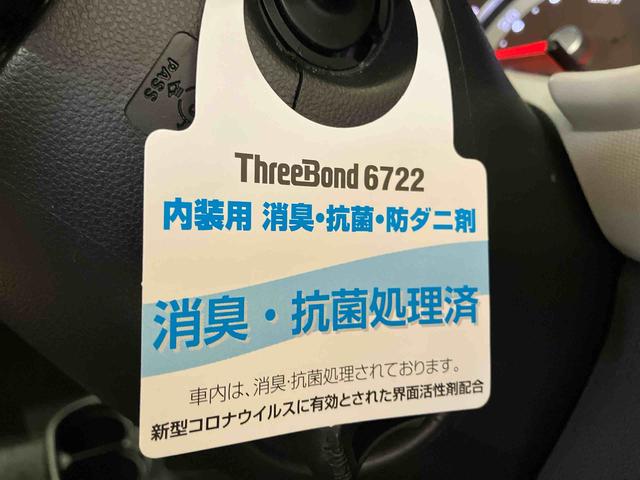 PASS
ThreeBond 6722
内装用 消臭・抗菌・防ダニ剤
消臭・抗菌処理済
車内は、消臭・抗菌処理されております。
新型コロナウイルスに有効とされた界面活性剤配合